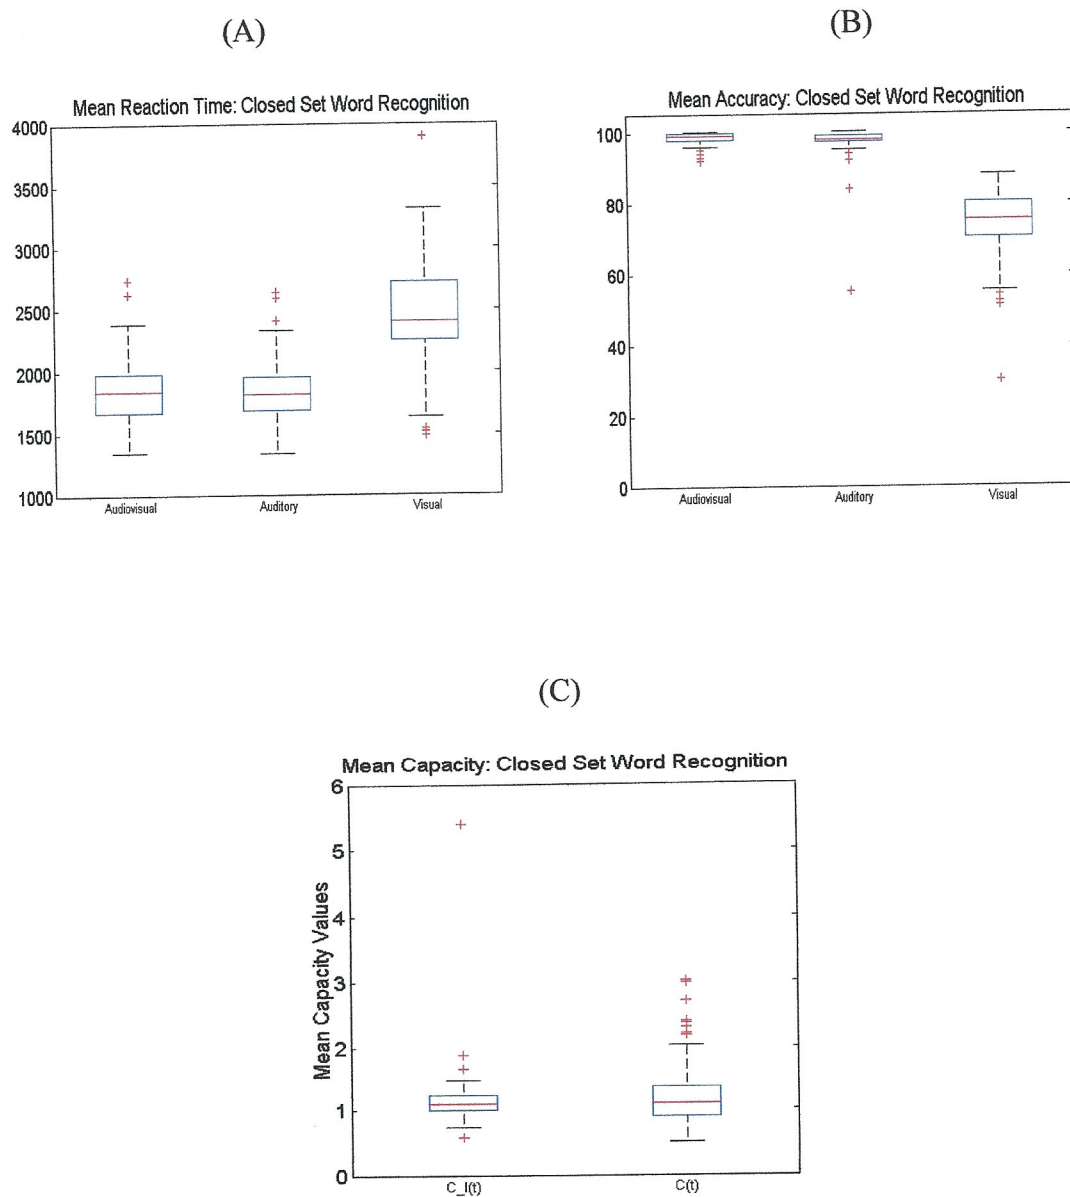 (A)
Mean Reaction Time: Closed Set Word Recognition
4000
3500
3000
2500
2000
1500
1000
Audiovisual
Auditory
Visual
(B)
Mean Accuracy: Closed Set Word Recognition
100
80
60
40
20
0
Audiovisual
Auditory
Visual
(C)
Mean Capacity: Closed Set Word Recognition
Mean Capacity Values
6
5
4
3
2
1
0
C_I(t)
C(t)